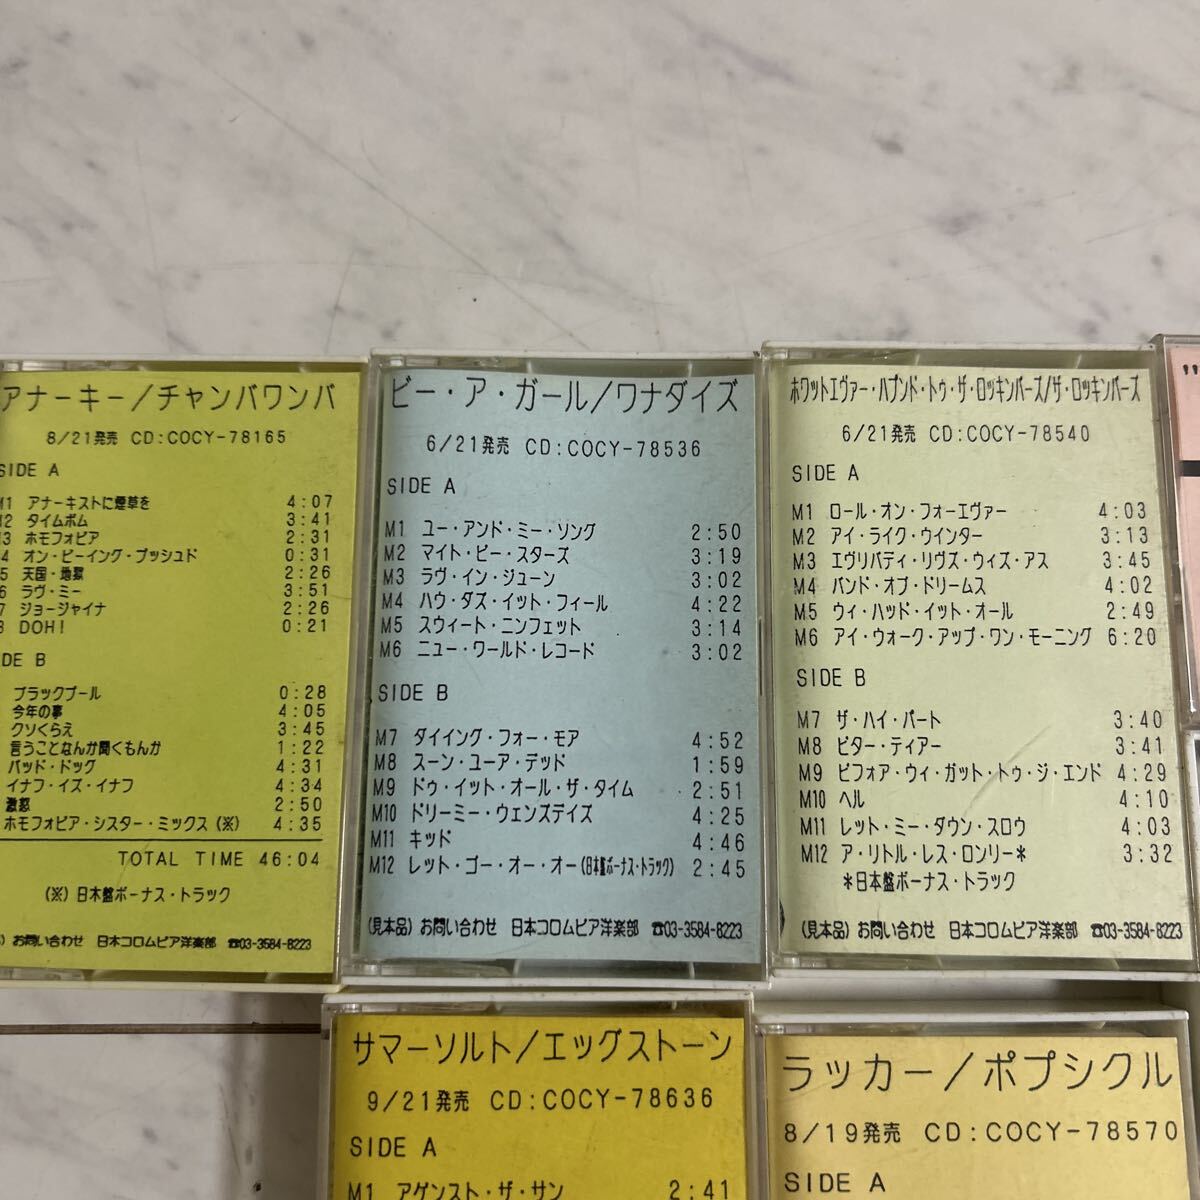 アナーキー/チャンバワンバ
8/21発売 CD:COCY-78165
SIDE A
M1 アナーキストに煙草を 4:07
M2 タイムボム 3:41
M3 ホモフォビア 2:31
4 オン・ビーイング・プッシュド 0:31
5 天国・地獄 2:26
6 ラヴ・ミー 3:51
7 ジョージャイナ 2:26
8 DOH! 0:21
DE B
ブラックプール 0:28
今年の事 4:05
クソくらえ 3:45
言うことなんか聞くもんか 1:22
バッド・ドッグ 4:31
イナフ・イズ・イナフ 4:34
激怒 2:50
ホモフォビア・シスター・ミックス(※) 4:35
TOTAL TIME 46:04
(※)日本盤ボーナス・トラック
) お問い合わせ 日本コロムビア洋楽部 ☎03-3584-8223
ビー・ア・ガール/ワナダイズ
6/21発売 CD:COCY-78536
SIDE A
M1 ユー・アンド・ミー・ソング 2:50
M2 マイト・ビー・スターズ 3:19
M3 ラヴ・イン・ジューン 3:02
M4 ハウ・ダズ・イット・フィール 4:22
M5 スウィート・ニンフェット 3:14
M6 ニュー・ワールド・レコード 3:02
SIDE B
M7 ダイイング・フォー・モア 4:52
M8 スーン・ユーア・デッド 1:59
M9 ドゥ・イット・オール・ザ・タイム 2:51
M10 ドリーミー・ウェンズデイズ 4:25
M11 キッド 4:46
M12 レット・ゴー・オー・オー(日本盤ボーナス・トラック) 2:45
(見本品) お問い合わせ 日本コロムビア洋楽部 ☎03-3584-8223
ホワットエヴァー・ハプンド・トゥ・ザ・ロッキンバーズ/ザ・ロッキンバーズ
6/21発売 CD:COCY-78540
SIDE A
M1 ロール・オン・フォーエヴァー 4:03
M2 アイ・ライク・ウインター 3:13
M3 エヴリバティ・リヴズ・ウィズ・アス 3:45
M4 バンド・オブ・ドリームス 4:02
M5 ウィ・ハッド・イット・オール 2:49
M6 アイ・ウォーク・アップ・ワン・モーニング 6:20
SIDE B
M7 ザ・ハイ・パート 3:40
M8 ビター・ティアー 3:41
M9 ビフォア・ウィ・ガット・トゥ・ジ・エンド 4:29
M10 ヘル 4:10
M11 レット・ミー・ダウン・スロウ 4:03
M12 ア・リトル・レス・ロンリー* 3:32
*日本盤ボーナス・トラック
(見本品) お問い合わせ 日本コロムビア洋楽部 ☎03-3584-8223
サマーソルト/エッグストーン
9/21発売 CD:COCY-78636
SIDE A
M1 アゲンスト・ザ・サン 2:41
ラッカー/ポプシクル
8/19発売 CD:COCY-78570
SIDE A